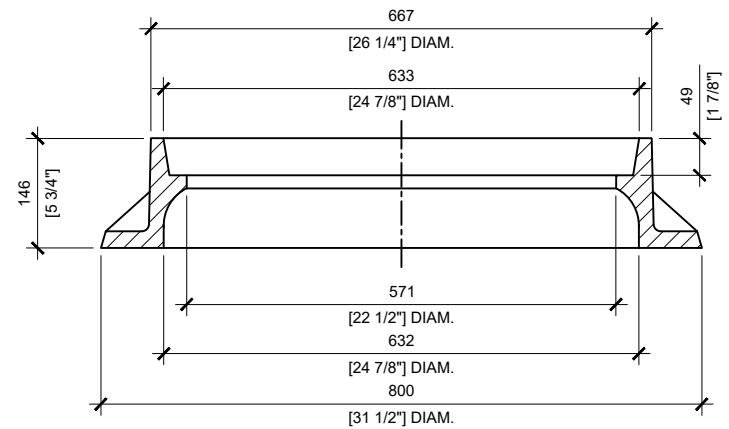 667
[26 1/4"] DIAM.
633
[24 7/8"] DIAM.
49
[1 7/8"]
146
[5 3/4"]
571
[22 1/2"] DIAM.
632
[24 7/8"] DIAM.
800
[31 1/2"] DIAM.